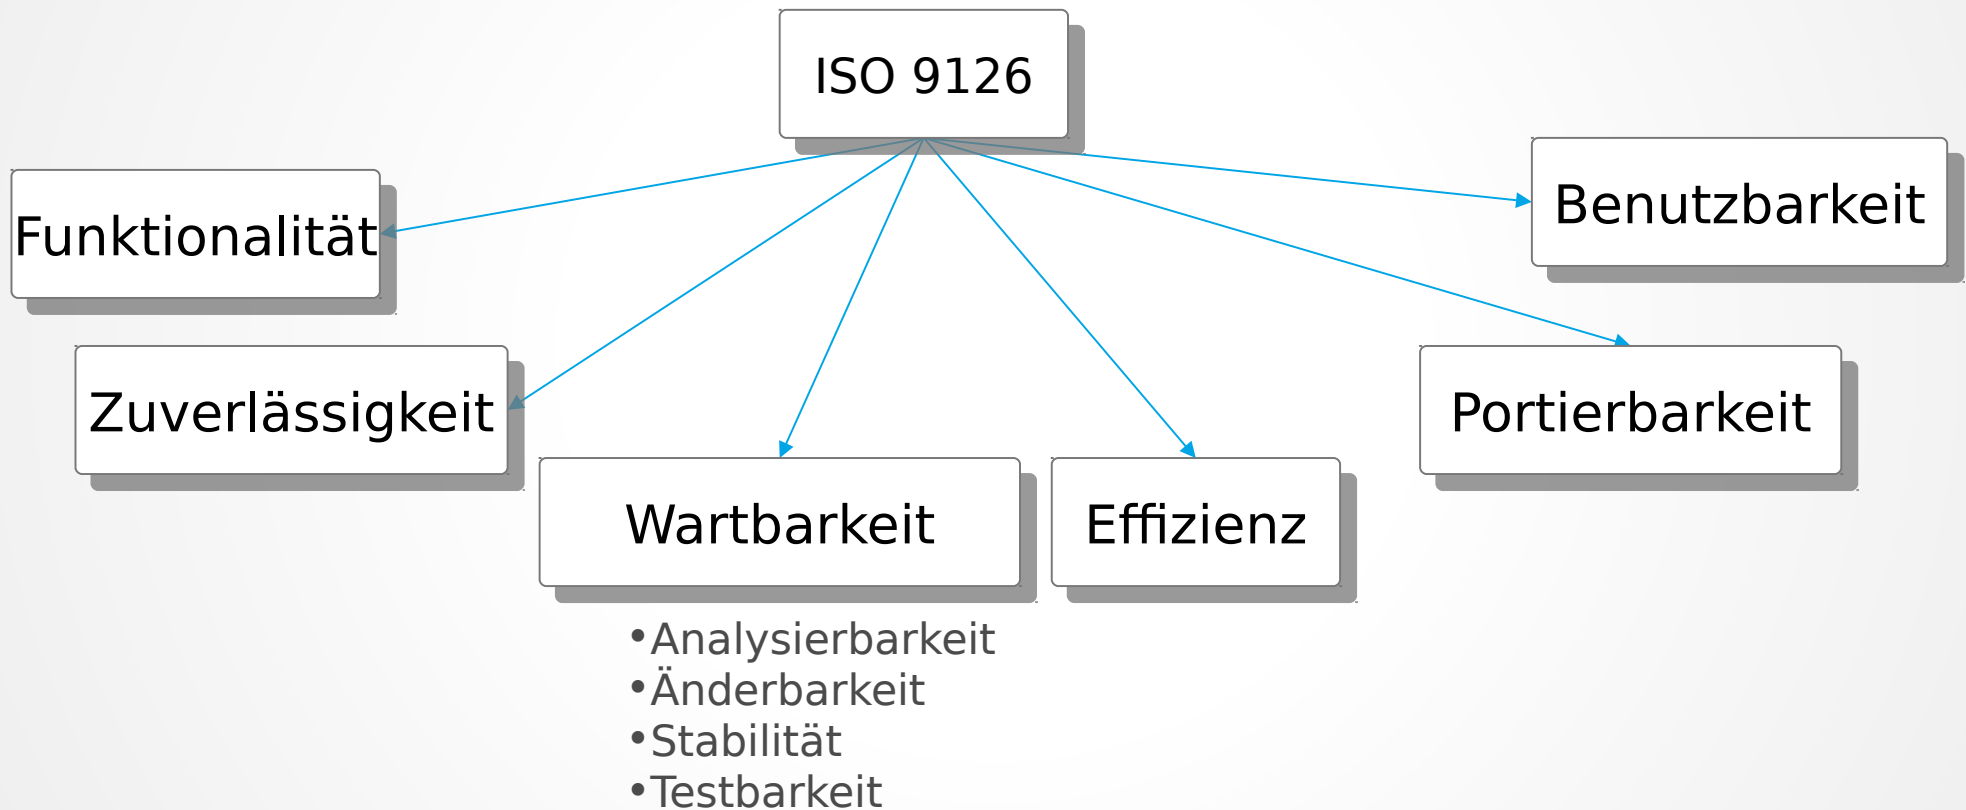 ISO 9126
Funktionalität
Benutzbarkeit
Zuverlässigkeit
Portierbarkeit
Wartbarkeit
Effizienz
•Analysierbarkeit
•Änderbarkeit
•Stabilität
•Testbarkeit